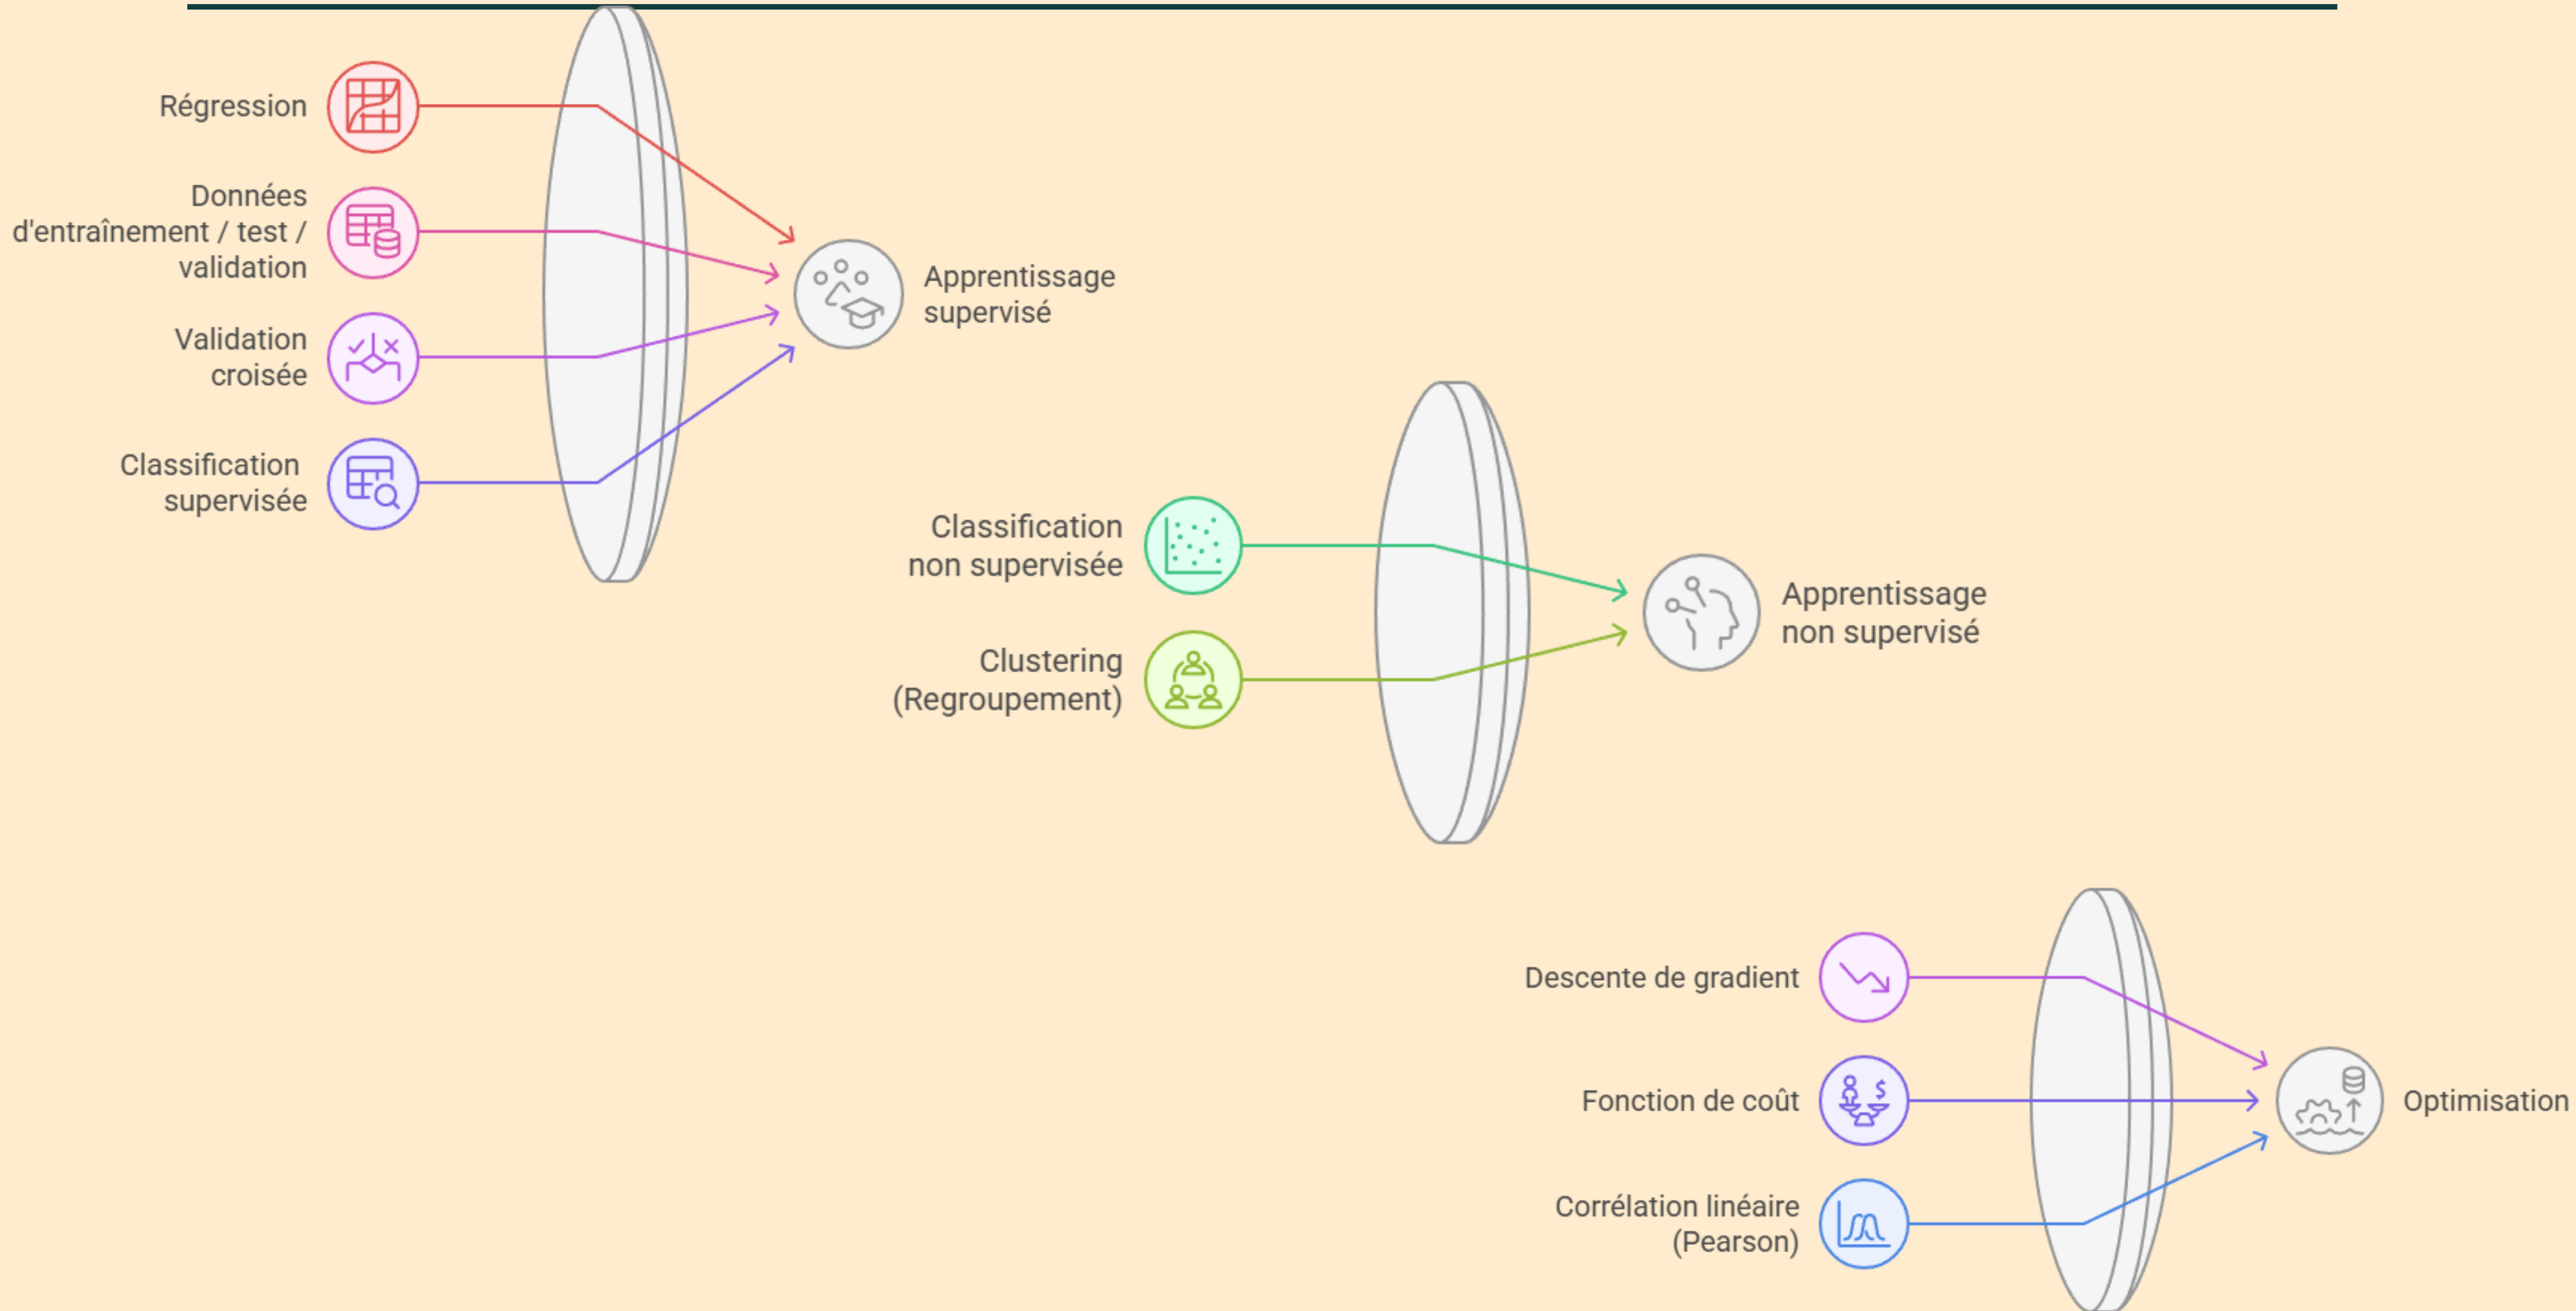 Régression
Données
d'entraînement / test /
validation
Validation
croisée
Classification
supervisée
Apprentissage
supervisé
Classification
non supervisée
Clustering
(Regroupement)
Apprentissage
non supervisé
Descente de gradient
Fonction de coût
Corrélation linéaire
(Pearson)
Optimisation